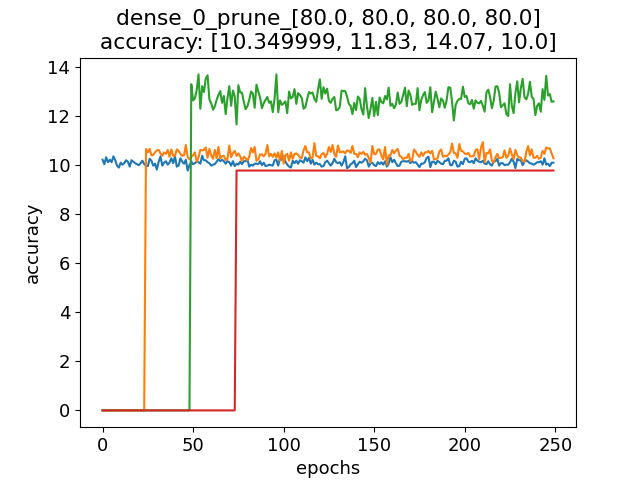 dense_0_prune_[80.0, 80.0, 80.0, 80.0]
accuracy: [10.349999, 11.83, 14.07, 10.0]
14
12
10
8
6
4
2
0
accuracy
0 50 100 150 200 250
epochs